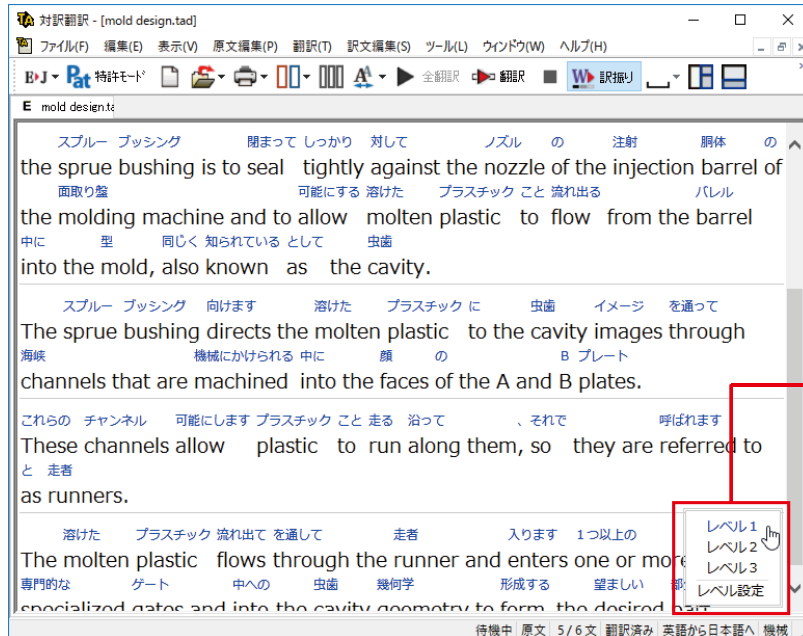 対訳翻訳 - [mold design.tad]
ファイル(F) 編集(E) 表示(V) 原文編集(P) 翻訳(T) 訳文編集(S) ツール(L) ウィンドウ(W) ヘルプ(H)
E▶J Pat 特許モード A 全翻訳 翻訳 W 訳振り
E mold design.ta
スプルー ブッシング 閉まって しっかり 対して ノズル の 注射 胴体 の
the sprue bushing is to seal tightly against the nozzle of the injection barrel of
面取り盤 可能にする 溶けた プラスチック こと 流れ出る バレル
the molding machine and to allow molten plastic to flow from the barrel
中に 型 同じく 知られている として 虫歯
into the mold, also known as the cavity.
スプルー ブッシング 向けます 溶けた プラスチック に 虫歯 イメージ を通って
The sprue bushing directs the molten plastic to the cavity images through
海峡 機械にかけられる 中に 顔 の B プレート
channels that are machined into the faces of the A and B plates.
これらの チャンネル 可能にします プラスチック こと 走る 沿って 、それで 呼ばれます
These channels allow plastic to run along them, so they are referred to
と 走者
as runners.
溶けた プラスチック 流れ出て を通して 走者 入ります 1つ以上の
The molten plastic flows through the runner and enters one or more
専門的な ゲート 中への 虫歯 幾何学 形成する 望ましい
specialized gates and into the cavity geometry to form the desired part
レベル1
レベル2
レベル3
レベル設定
待機中 原文 5/6文 翻訳済み 英語から日本語へ 機械